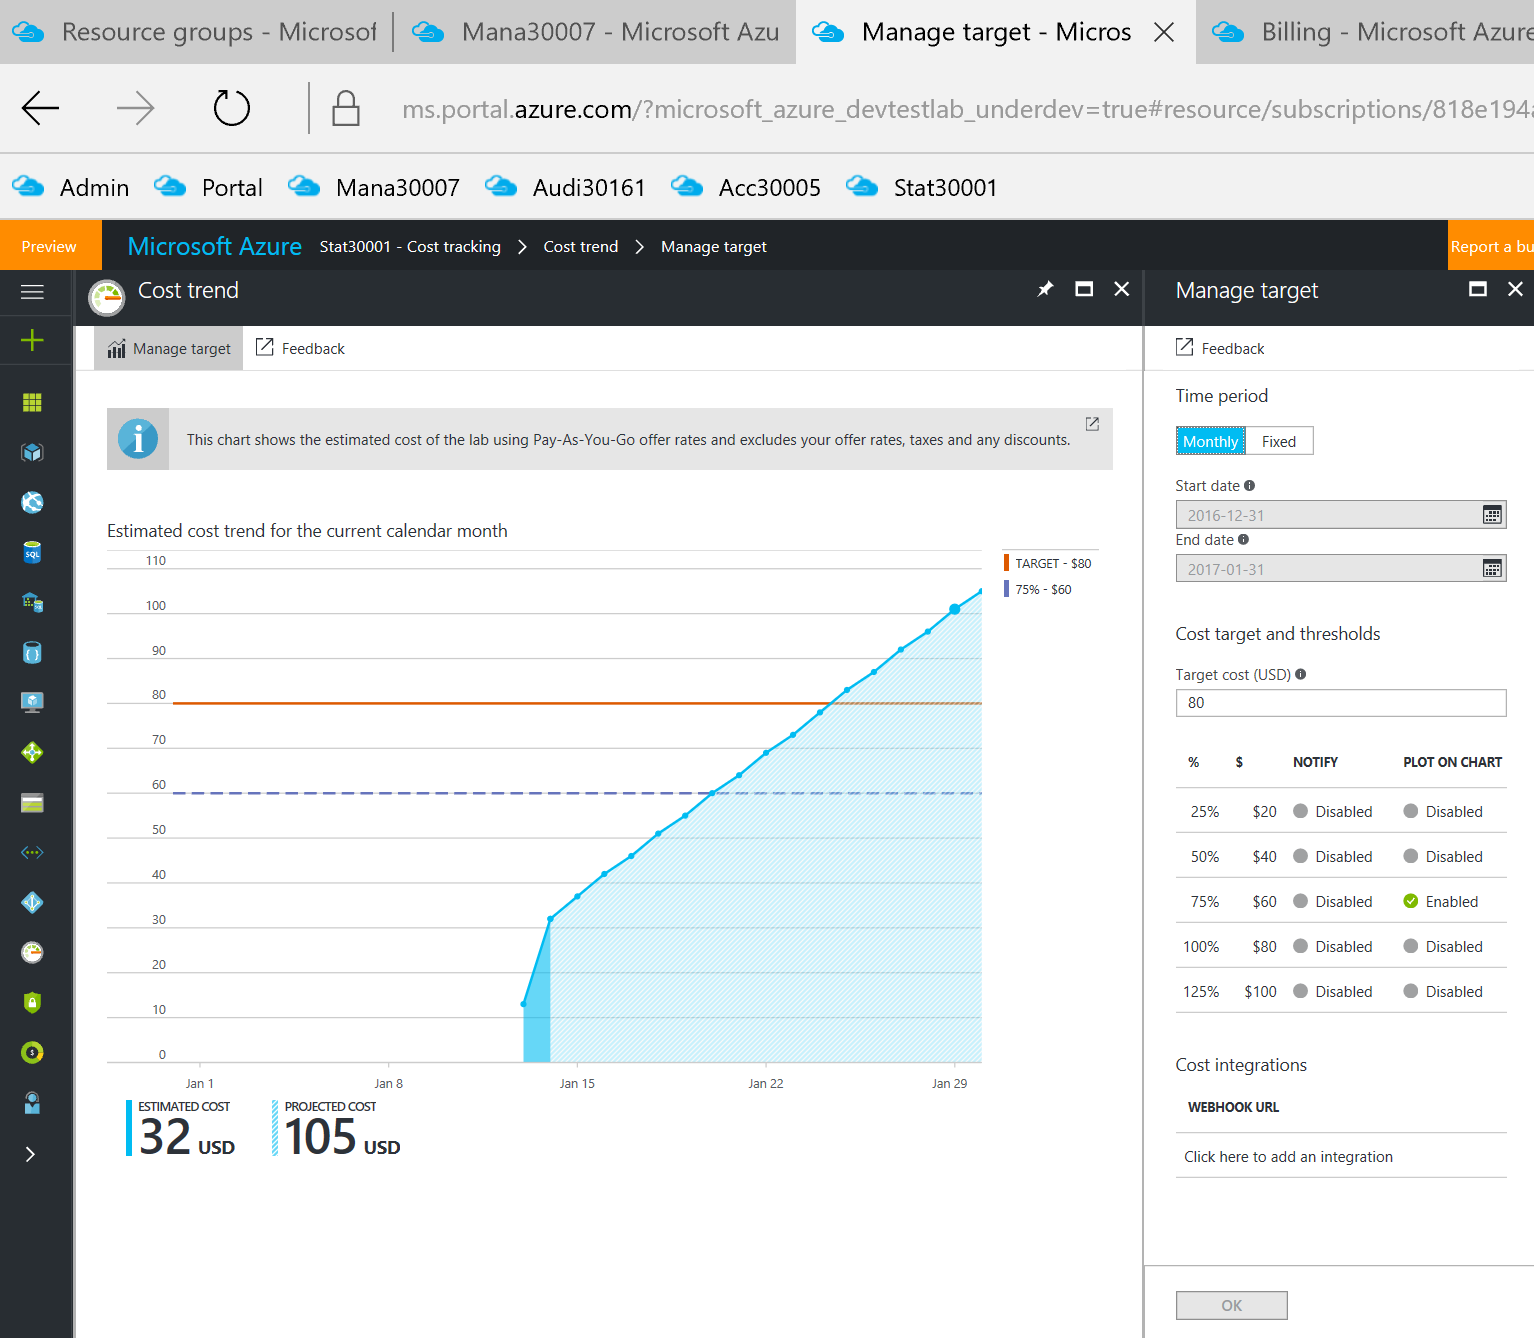 Resource groups - Microsof
Mana30007 - Microsoft Azu
Manage target - Micros
Billing - Microsoft Azure
ms.portal.azure.com/?microsoft_azure_devtestlab_underdev=true#resource/subscriptions/818e194a
Admin Portal Mana30007 Audi30161 Acc30005 Stat30001
Preview Microsoft Azure Stat30001 - Cost tracking > Cost trend > Manage target Report a bu
Cost trend
Manage target Feedback
This chart shows the estimated cost of the lab using Pay-As-You-Go offer rates and excludes your offer rates, taxes and any discounts.
Estimated cost trend for the current calendar month
110
100
90
80
70
60
50
40
30
20
10
0
Jan 1 Jan 8 Jan 15 Jan 22 Jan 29
TARGET - $80
75% - $60
ESTIMATED COST
32 USD
PROJECTED COST
105 USD
Manage target
Feedback
Time period
Monthly Fixed
Start date
2016-12-31
End date
2017-01-31
Cost target and thresholds
Target cost (USD)
80
% $ NOTIFY PLOT ON CHART
25% $20 Disabled Disabled
50% $40 Disabled Disabled
75% $60 Disabled Enabled
100% $80 Disabled Disabled
125% $100 Disabled Disabled
Cost integrations
WEBHOOK URL
Click here to add an integration
OK
SQL